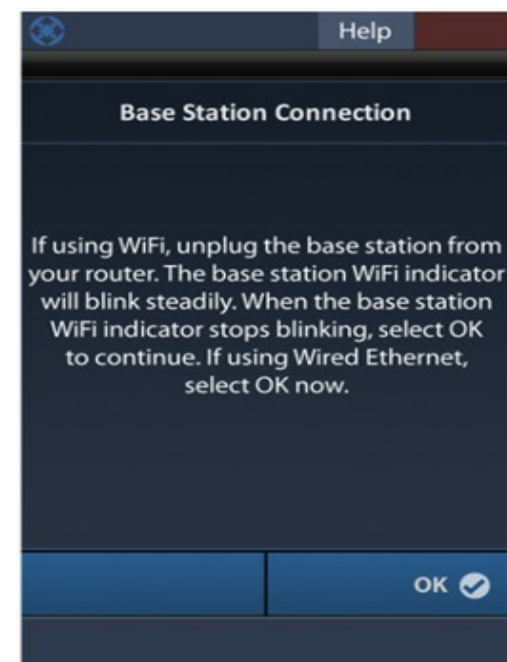 Help
Base Station Connection
If using WiFi, unplug the base station from
your router. The base station WiFi indicator
will blink steadily. When the base station
WiFi indicator stops blinking, select OK
to continue. If using Wired Ethernet,
select OK now.
OK